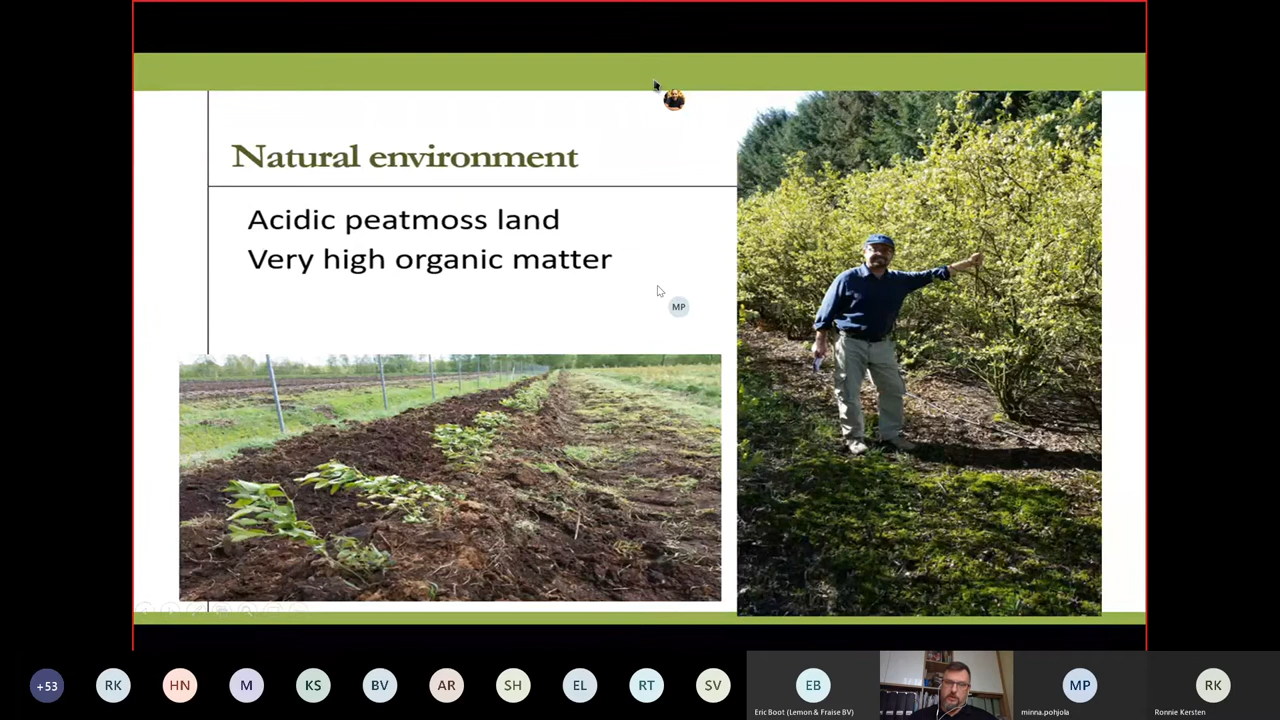 Natural environment
Acidic peatmoss land
Very high organic matter
MP
+53
RK
HN
M
KS
BV
AR
SH
EL
RT
SV
EB
Eric Boot (Lemon & Fraise BV)
MP
minna.pohjola
RK
Ronnie Kersten